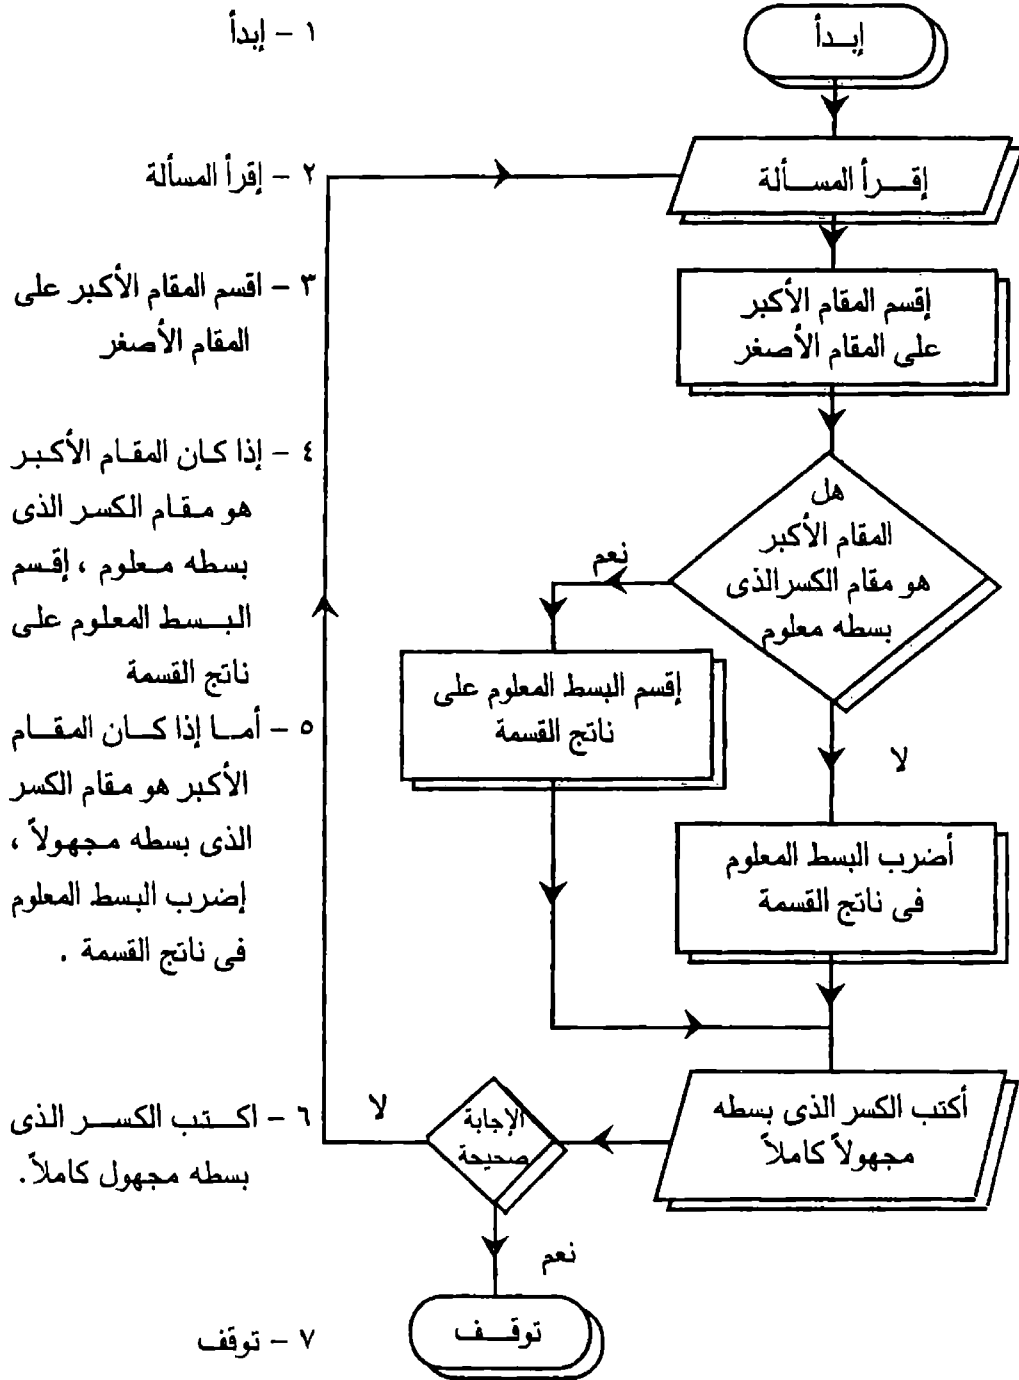 إبدأ
١ - إبدأ
إقرأ المسألة
٢ - إقرأ المسألة
إقسم المقام الأكبر
على المقام الأصغر
٣ - اقسم المقام الأكبر على
المقام الأصغر
هل
المقام الأكبر
هو مقام الكسر الذى
بسطه معلوم
نعم
لا
٤ - إذا كان المقام الأكبر
هو مقام الكسر الذى
بسطه معلوم ، إقسم
البسط المعلوم على
ناتج القسمة
إقسم البسط المعلوم على
ناتج القسمة
أضرب البسط المعلوم
فى ناتج القسمة
٥ - أما إذا كان المقام
الأكبر هو مقام الكسر
الذى بسطه مجهولاً ،
إضرب البسط المعلوم
فى ناتج القسمة .
أكتب الكسر الذى بسطه
مجهولاً كاملاً
الإجابة
صحيحة
لا
نعم
٦ - اكتب الكسر الذى
بسطه مجهول كاملاً .
توقف
٧ - توقف